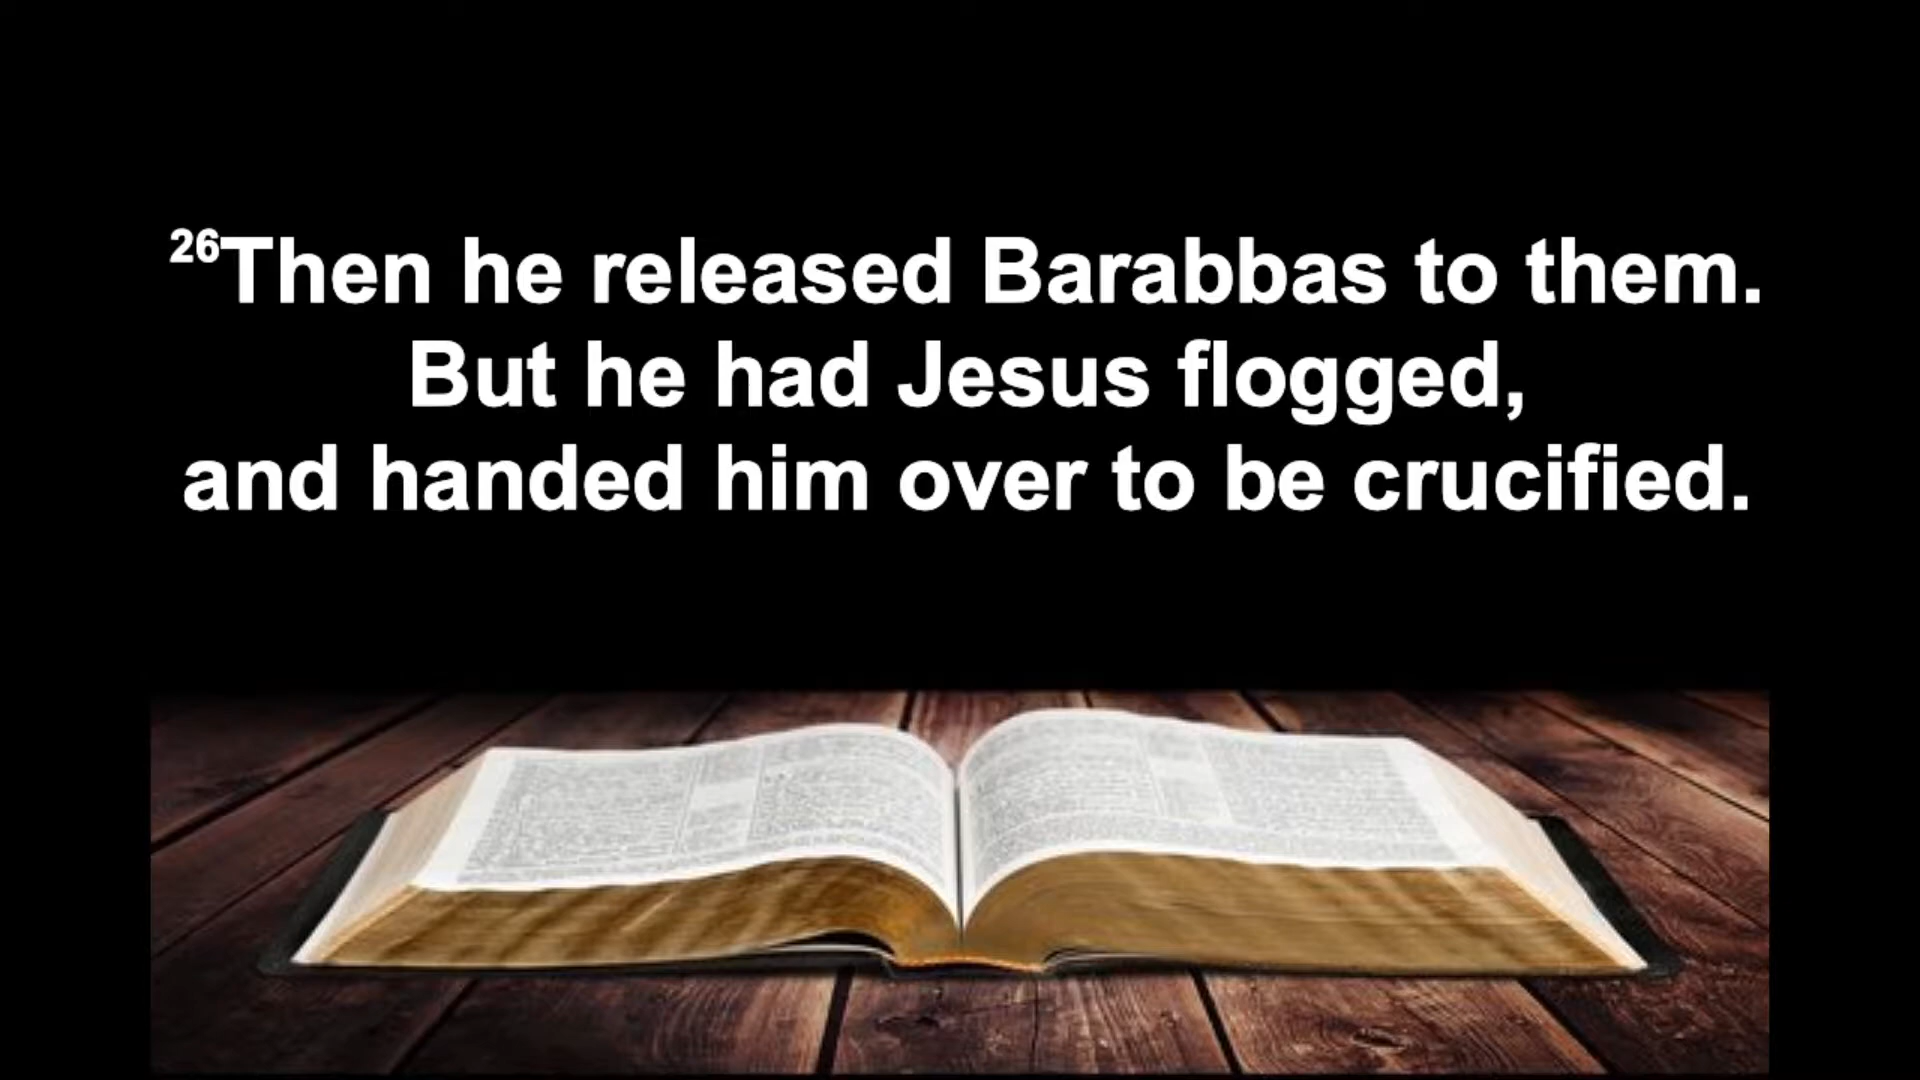 26Then he released Barabbas to them.
But he had Jesus flogged,
and handed him over to be crucified.